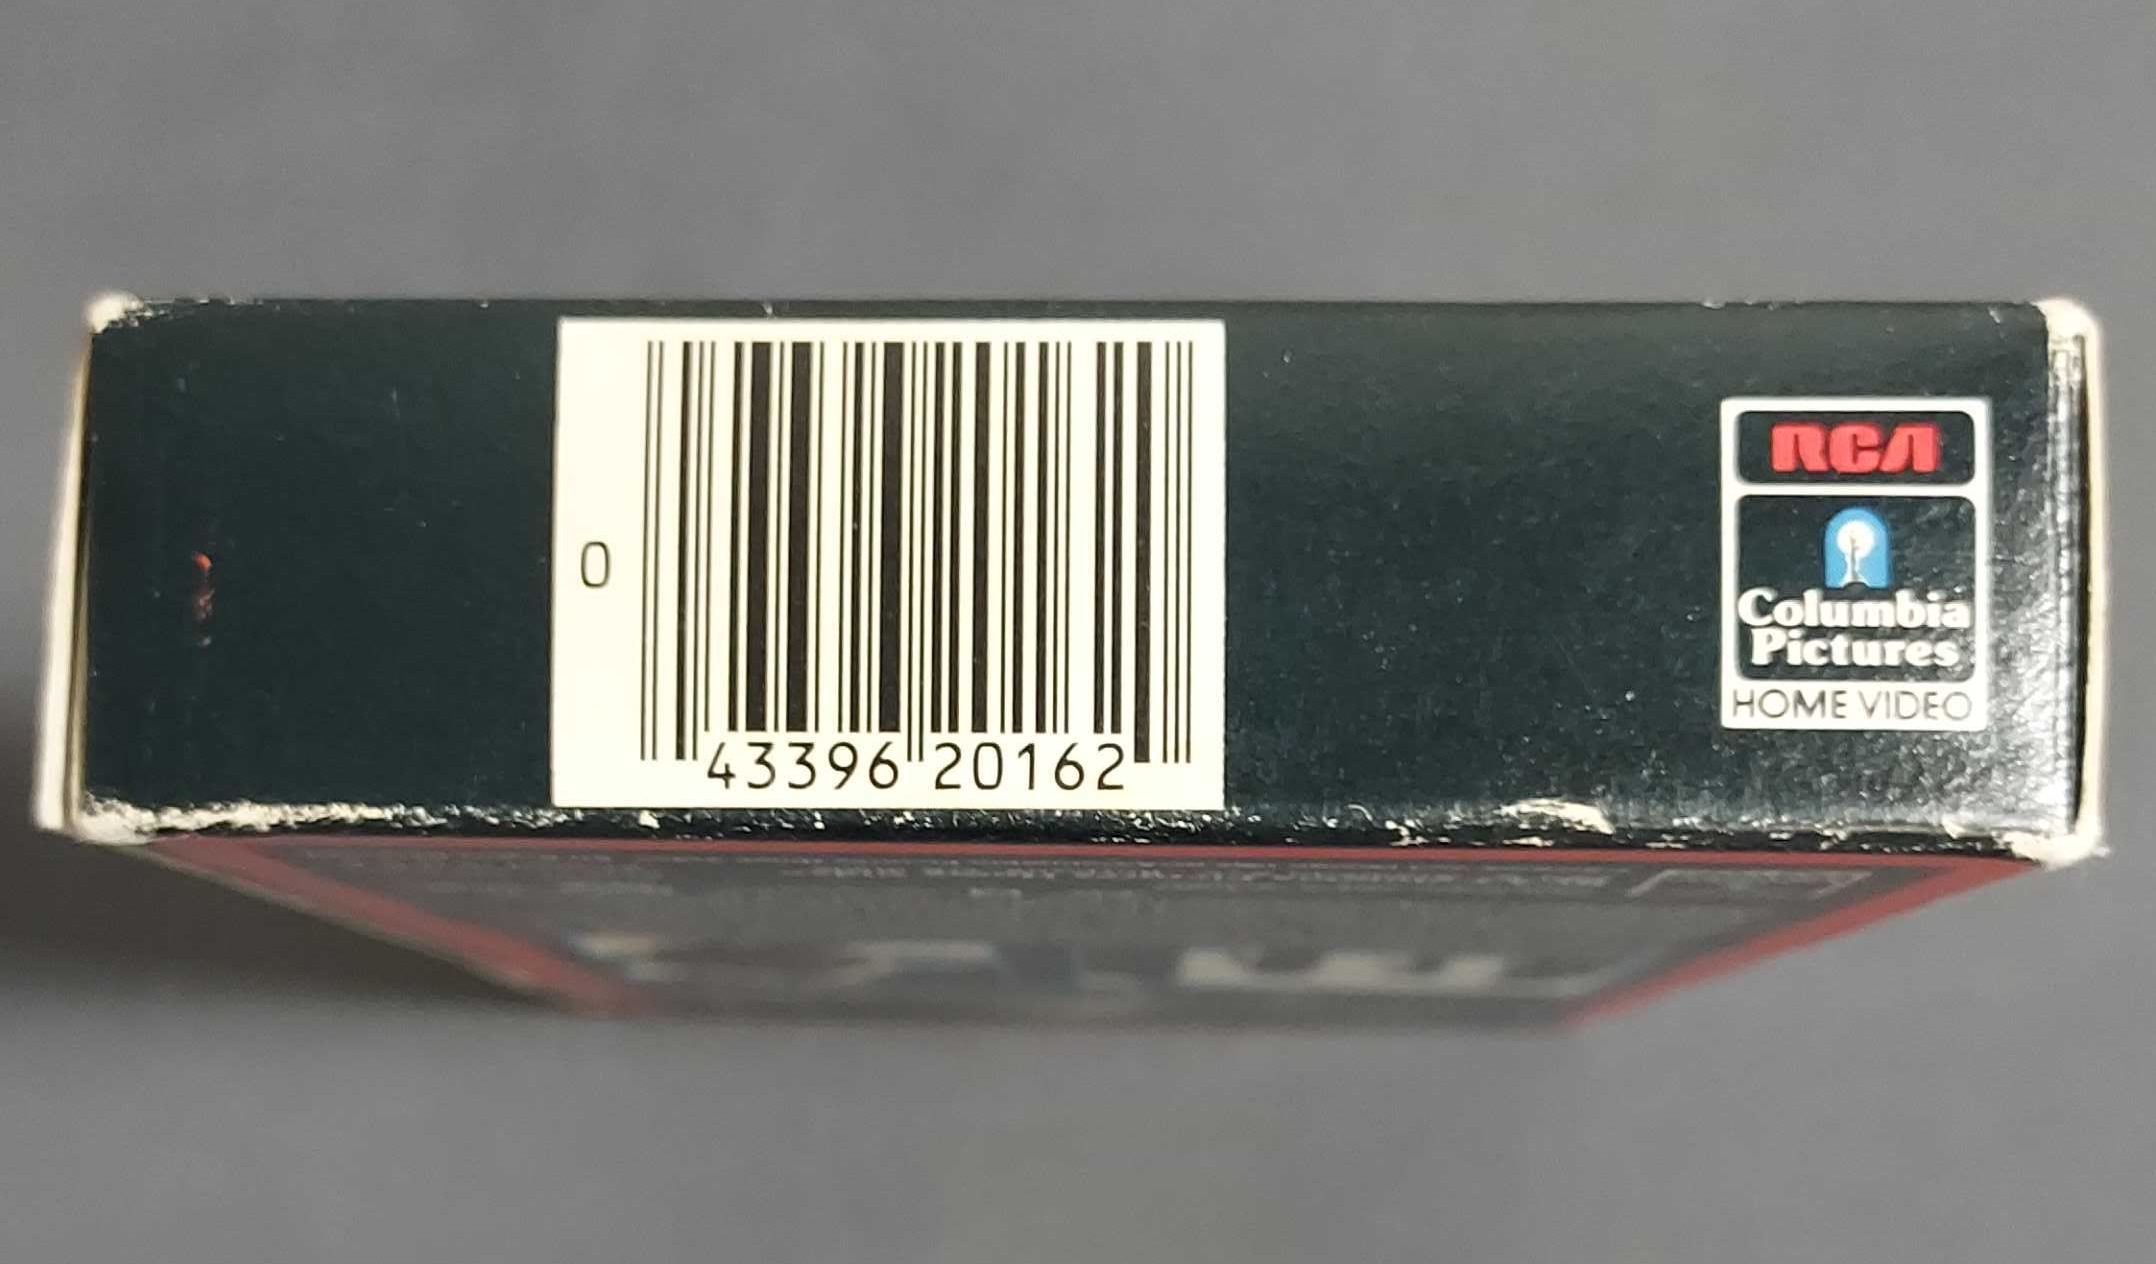 0
43396 20162
RCA
Columbia
Pictures
HOME VIDEO